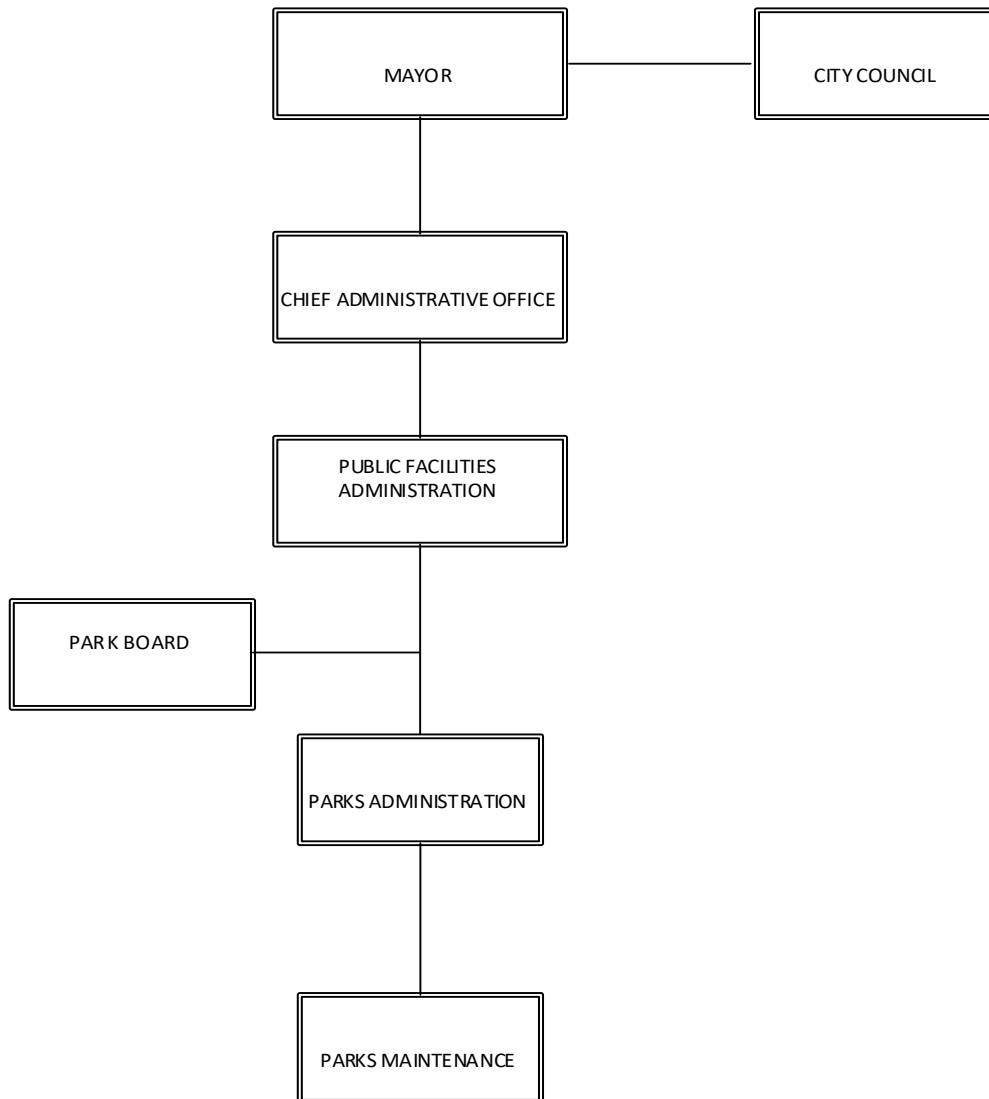 MAYOR
CITY COUNCIL
CHIEF ADMINISTRATIVE OFFICE
PUBLIC FACILITIES
ADMINISTRATION
PARK BOARD
PARKS ADMINISTRATION
PARKS MAINTENANCE